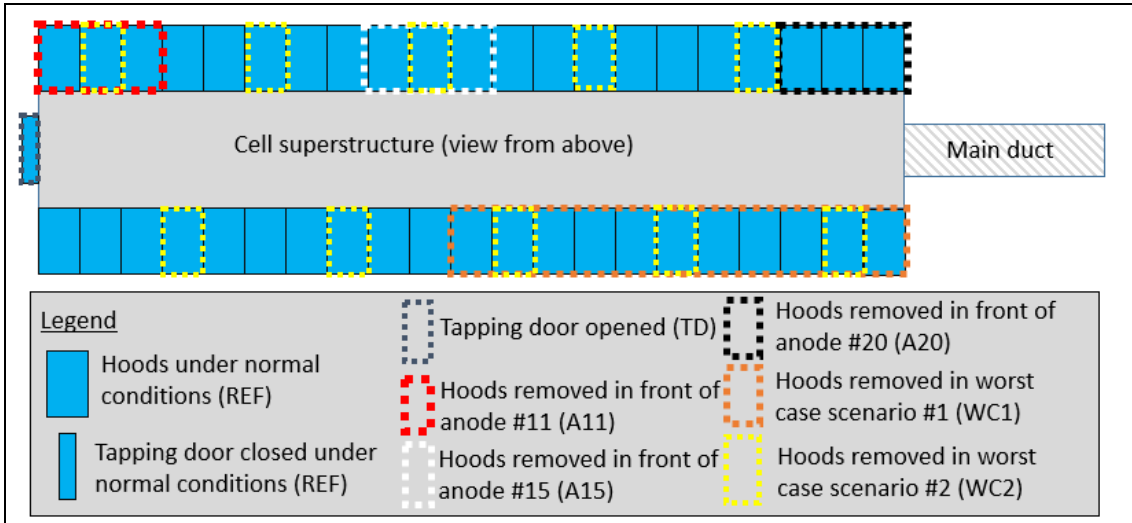 Cell superstructure (view from above)
Main duct
Legend
Hoods under normal
conditions (REF)
Tapping door closed under
normal conditions (REF)
Tapping door opened (TD)
Hoods removed in front of
anode #11 (A11)
Hoods removed in front of
anode #15 (A15)
Hoods removed in front of
anode #20 (A20)
Hoods removed in worst
case scenario #1 (WC1)
Hoods removed in worst
case scenario #2 (WC2)